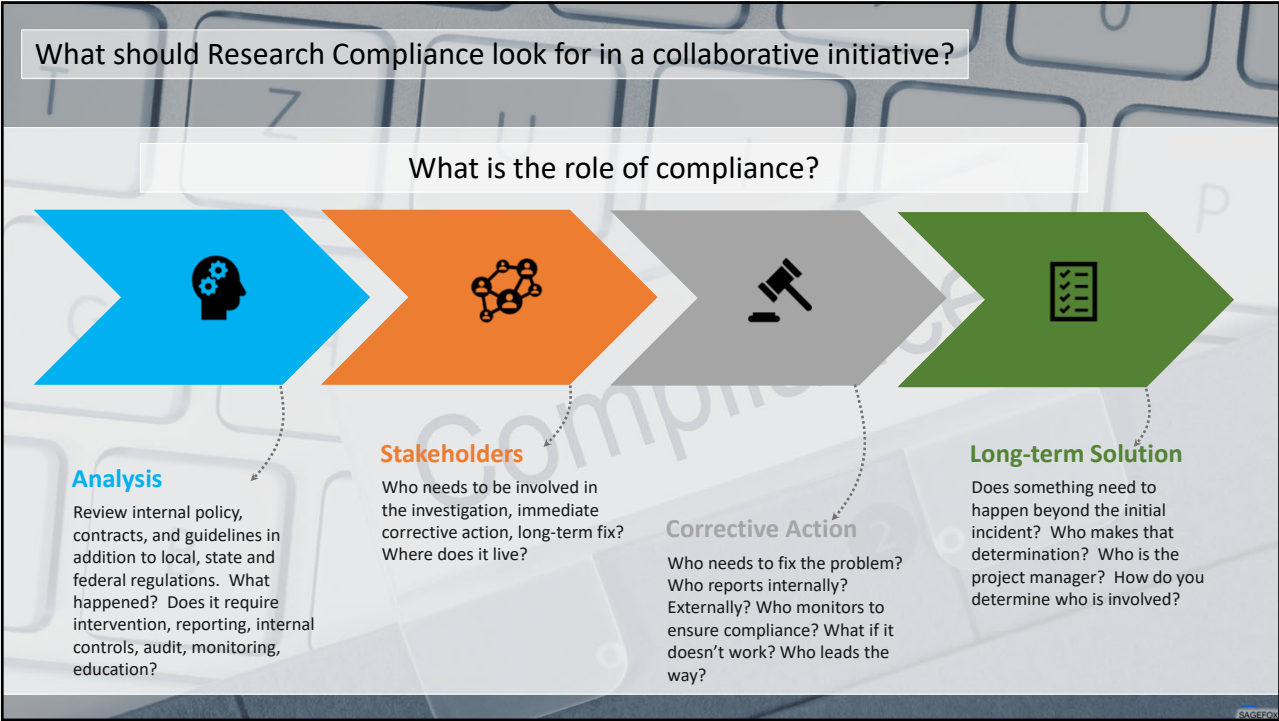 What should Research Compliance look for in a collaborative initiative?
What is the role of compliance?
Analysis
Review internal policy,
contracts, and guidelines in
addition to local, state and
federal regulations.  What
happened?  Does it require
intervention, reporting, internal
controls, audit, monitoring,
education?
Stakeholders
Who needs to be involved in
the investigation, immediate
corrective action, long-term fix?
Where does it live?
Corrective Action
Who needs to fix the problem?
Who reports internally?
Externally? Who monitors to
ensure compliance? What if it
doesn’t work? Who leads the
way?
Long-term Solution
Does something need to
happen beyond the initial
incident?  Who makes that
determination?  Who is the
project manager?  How do you
determine who is involved?
Compliance
T
Z
U
U
P
G
2
SAGEFOX